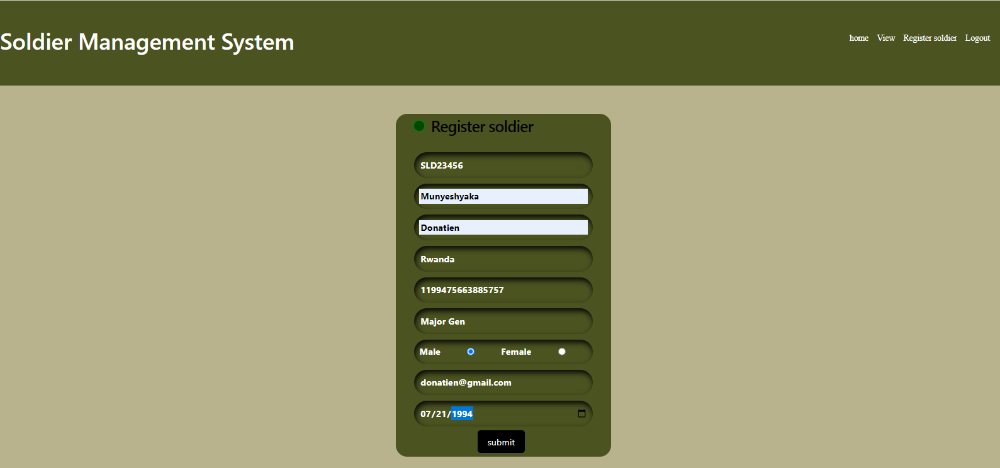 Soldier Management System
home View Register soldier Logout
Register soldier
SLD23456
Munyeshyaka
Donatien
Rwanda
1199475663885757
Major Gen
Male Female
donatien@gmail.com
07/21/1994
submit